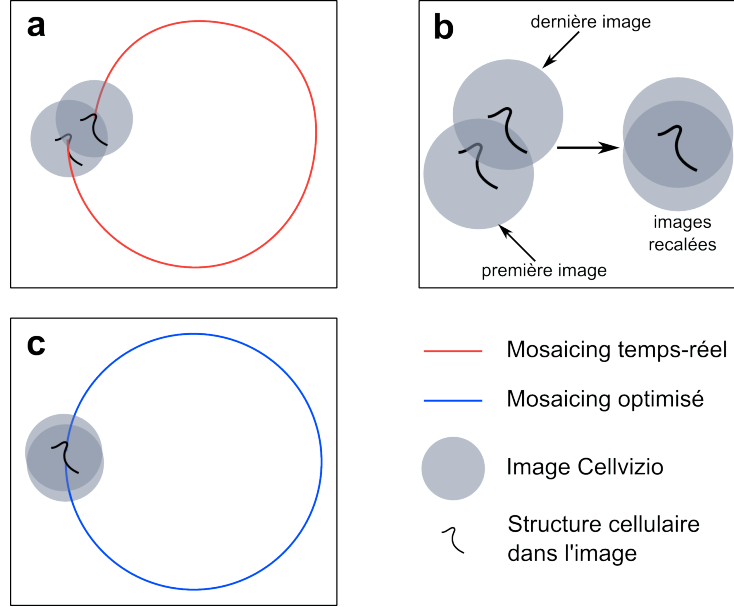 a
b
dernière image
première image
images
recalées
c
Mosaicing temps-réel
Mosaicing optimisé
Image Cellvizio
Structure cellulaire
dans l'image